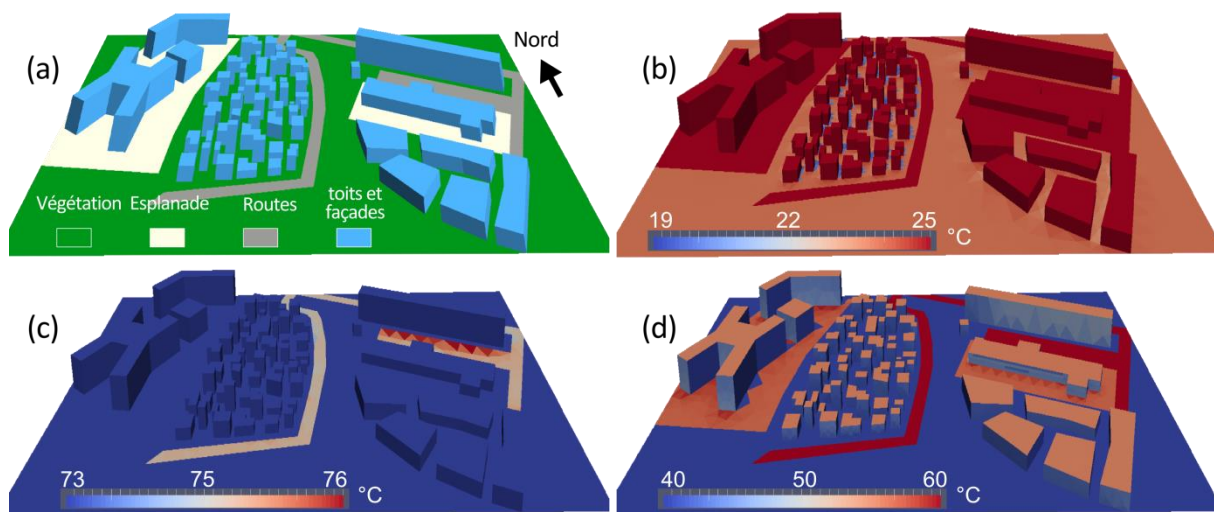 (a)
Nord
Végétation
Esplanade
Routes
toits et
façades
(b)
19
22
25
°C
(c)
73
75
76
°C
(d)
40
50
60
°C